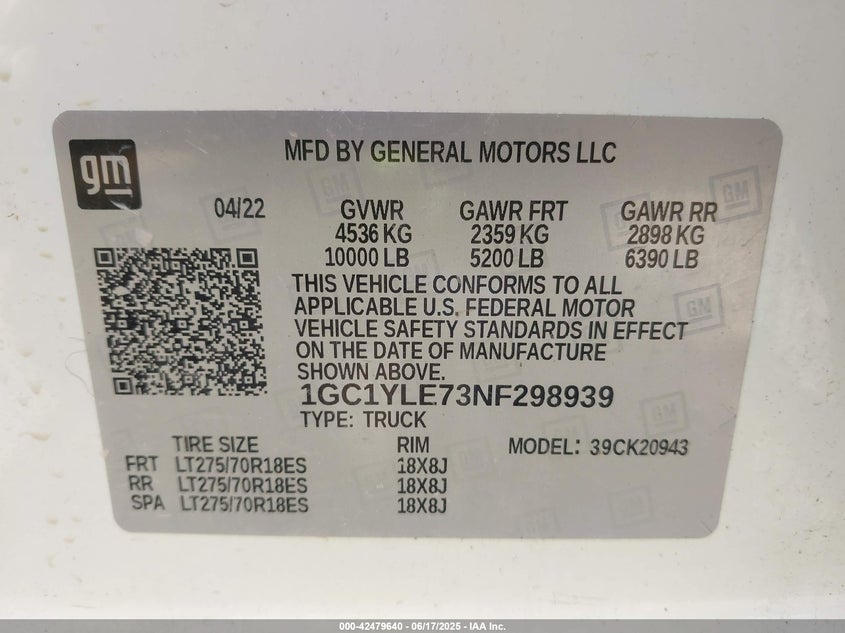 gm
MFD BY GENERAL MOTORS LLC
04/22 GVWR GAWR FRT GAWR RR
4536 KG 2359 KG 2898 KG
10000 LB 5200 LB 6390 LB
THIS VEHICLE CONFORMS TO ALL
APPLICABLE U.S. FEDERAL MOTOR
VEHICLE SAFETY STANDARDS IN EFFECT
ON THE DATE OF MANUFACTURE
SHOWN ABOVE.
1GC1YLE73NF298939
TYPE: TRUCK
TIRE SIZE RIM MODEL: 39CK20943
FRT LT275/70R18ES 18X8J
RR LT275/70R18ES 18X8J
SPA LT275/70R18ES 18X8J
000-42479640 - 06/17/2025 - IAA Inc.